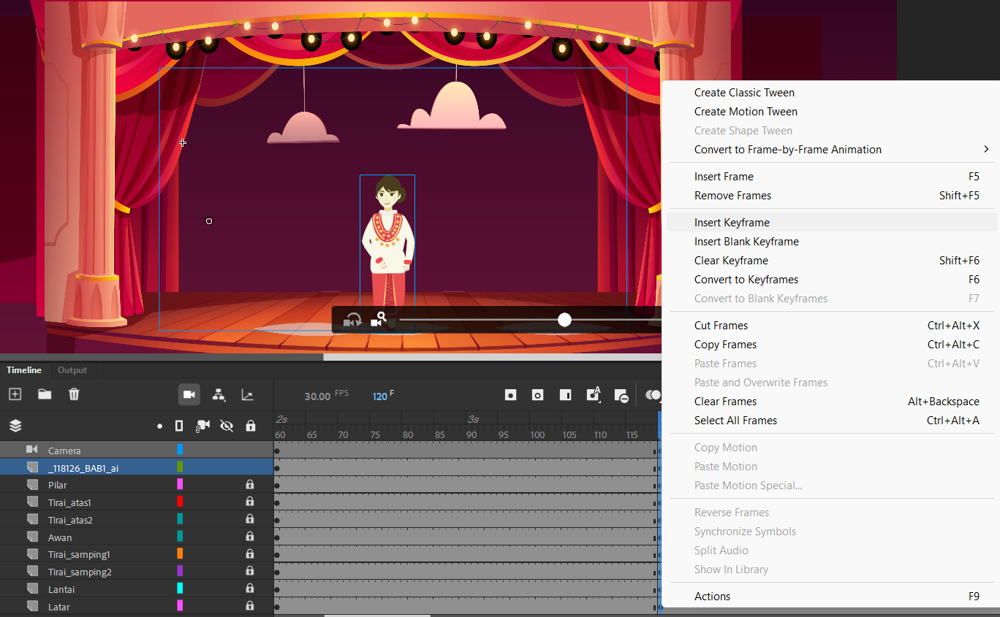 Create Classic Tween
Create Motion Tween
Create Shape Tween
Convert to Frame-by-Frame Animation
Insert Frame F5
Remove Frames Shift+F5
Insert Keyframe
Insert Blank Keyframe
Clear Keyframe Shift+F6
Convert to Keyframes F6
Convert to Blank Keyframes F7
Cut Frames Ctrl+Alt+X
Copy Frames Ctrl+Alt+C
Paste Frames Ctrl+Alt+V
Paste and Overwrite Frames
Clear Frames Alt+Backspace
Select All Frames Ctrl+Alt+A
Copy Motion
Paste Motion
Paste Motion Special...
Reverse Frames
Synchronize Symbols
Split Audio
Show In Library
Actions F9
Timeline Output
30.00 FPS 120 F
2s 3s
60 65 70 75 80 85 90 95 100 105 110 115
Camera
_118126_BAB1_ai
Pilar
Tirai_atas1
Tirai_atas2
Awan
Tirai_samping1
Tirai_samping2
Lantai
Latar